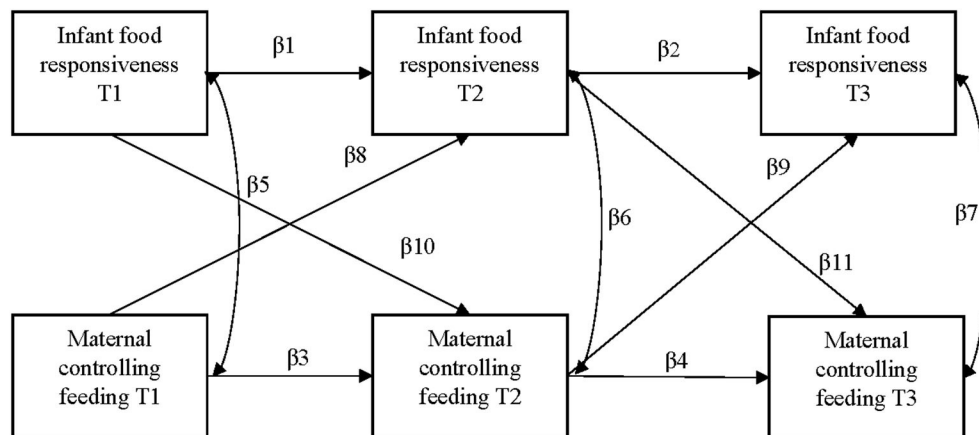 Infant food
responsiveness
T1
β1
Infant food
responsiveness
T2
β2
Infant food
responsiveness
T3
β8
β9
β5
β6
β7
β10
β11
Maternal
controlling
feeding T1
β3
Maternal
controlling
feeding T2
β4
Maternal
controlling
feeding T3